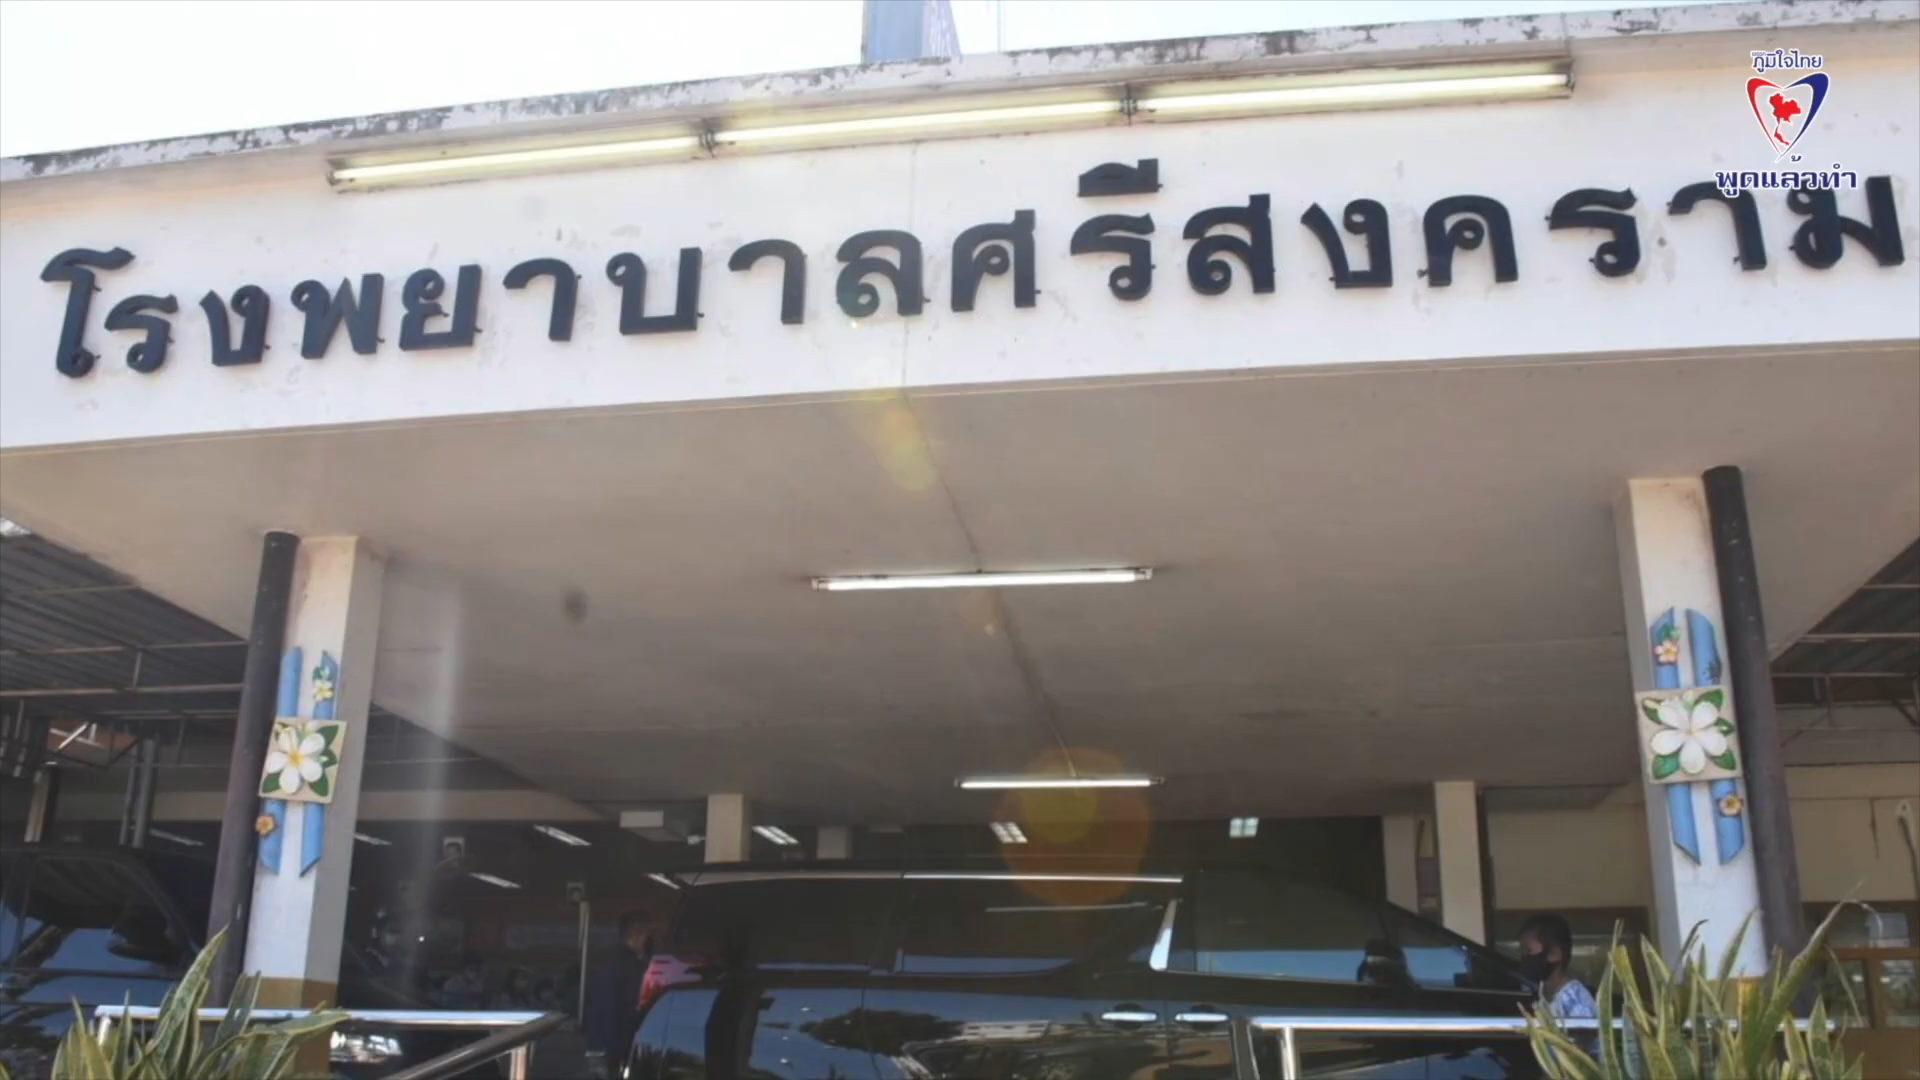 ภูมิใจไทย
พูดแล้วทำ
โรงพยาบาลศรีสงคราม